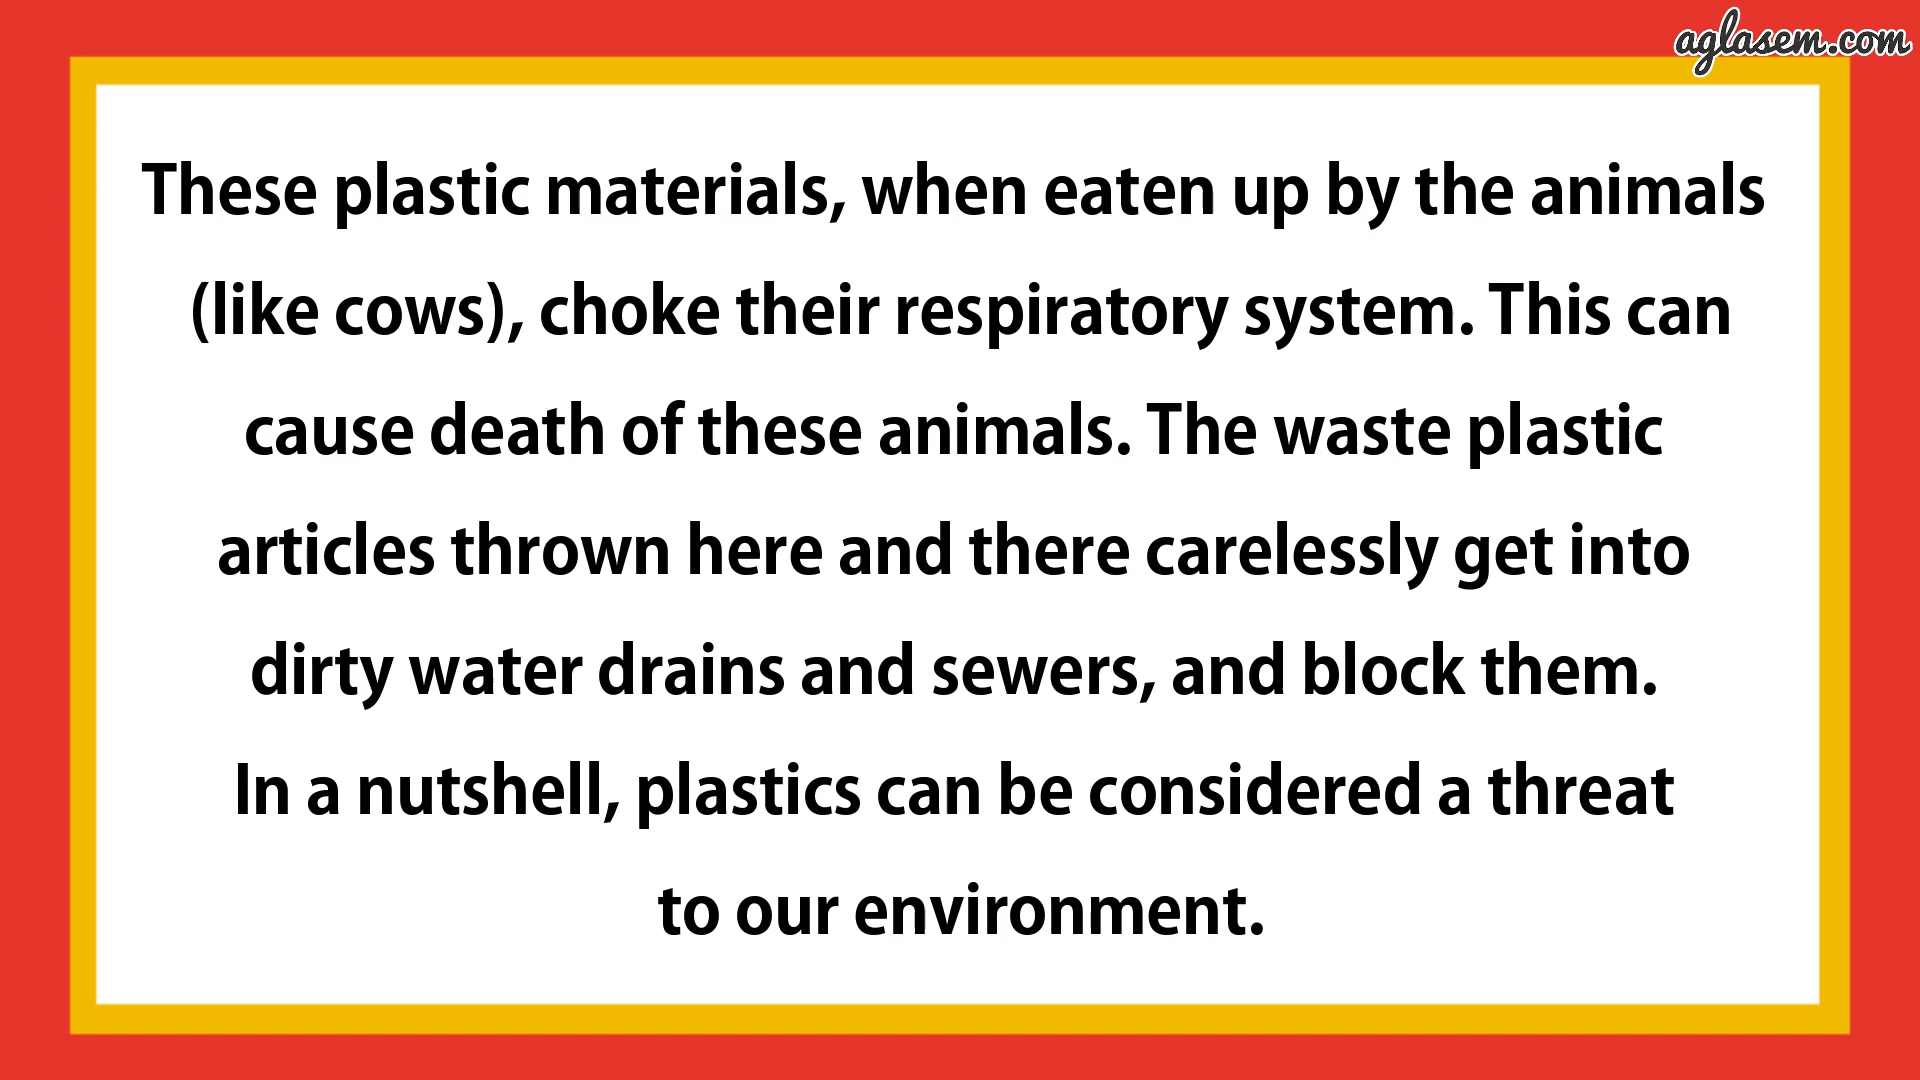 aglasem.com
These plastic materials, when eaten up by the animals
(like cows), choke their respiratory system. This can
cause death of these animals. The waste plastic
articles thrown here and there carelessly get into
dirty water drains and sewers, and block them.
In a nutshell, plastics can be considered a threat
to our environment.